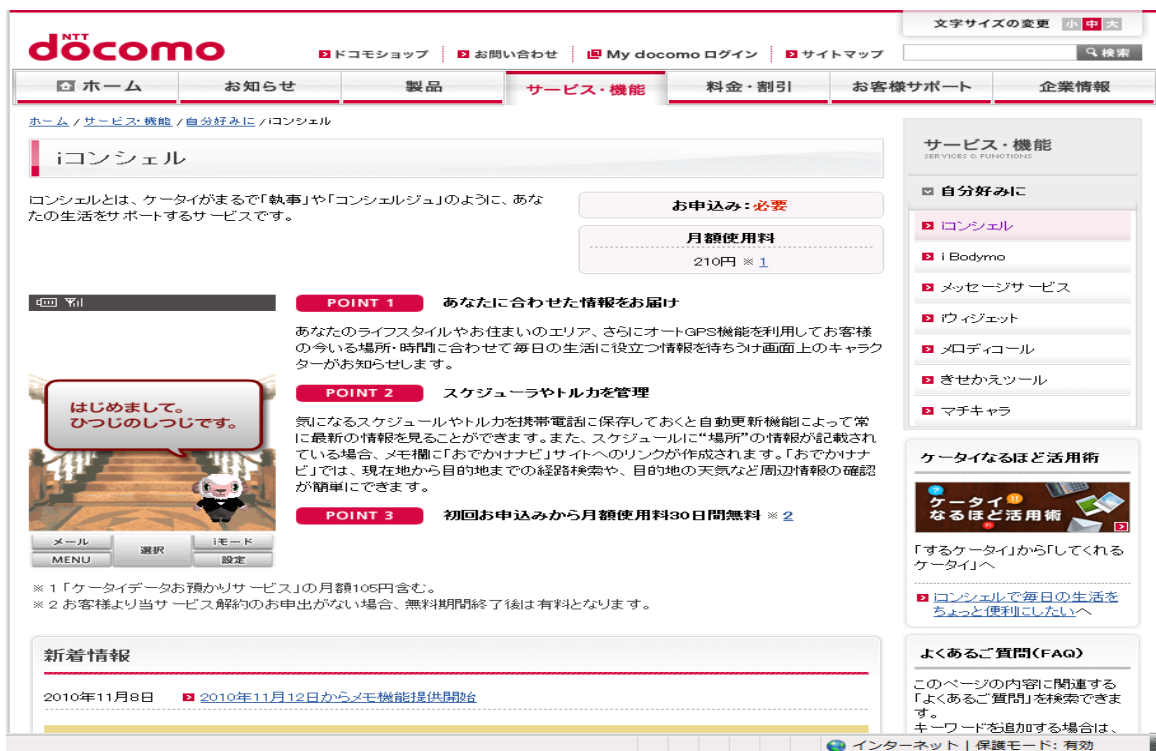 文字サイズの変更 小 中 大
NTT
döcomo
ドコモショップ お問い合わせ My docomo ログイン サイトマップ 検索
ホーム お知らせ 製品 サービス・機能 料金・割引 お客様サポート 企業情報
ホーム / サービス・機能 / 自分好みに / iコンシェル
iコンシェル
iコンシェルとは、ケータイがまるで「執事」や「コンシェルジュ」のように、あな
たの生活をサポートするサービスです。
お申込み：必要
月額使用料
210円 ※ 1
POINT 1 あなたに合わせた情報をお届け
あなたのライフスタイルやお住まいのエリア、さらにオートGPS機能を利用してお客様
の今いる場所・時間に合わせて毎日の生活に役立つ情報を待ちうけ画面上のキャラク
ターがお知らせします。
POINT 2 スケジューラやトルカを管理
気になるスケジュールやトルカを携帯電話に保存しておくと自動更新機能によって常
に最新の情報を見ることができます。また、スケジュールに“場所”の情報が記載され
ている場合、メモ欄に「おでかけナビ」サイトへのリンクが作成されます。「おでかけナ
ビ」では、現在地から目的地までの経路検索や、目的地の天気など周辺情報の確認
が簡単にできます。
POINT 3 初回お申込みから月額使用料30日間無料 ※ 2
はじめまして。
ひつじのしつじです。
メール 選択 iモード
MENU 設定
※ 1 「ケータイデータお預かりサービス」の月額105円含む。
※ 2 お客様より当サービス解約のお申出がない場合、無料期間終了後は有料となります。
新着情報
2010年11月8日 2010年11月12日からメモ機能提供開始
サービス・機能
SERVICES & FUNCTIONS
自分好みに
iコンシェル
i Bodymo
メッセージサービス
iウィジェット
メロディコール
きせかえツール
マチキャラ
ケータイなるほど活用術
ケータイ
なるほど活用術
「するケータイ」から「してくれる
ケータイ」へ
iコンシェルで毎日の生活を
ちょっと便利にしたいへ
よくあるご質問(FAQ)
このページの内容に関連する
「よくあるご質問」を検索できま
す。
キーワードを追加する場合は、
インターネット | 保護モード: 有効